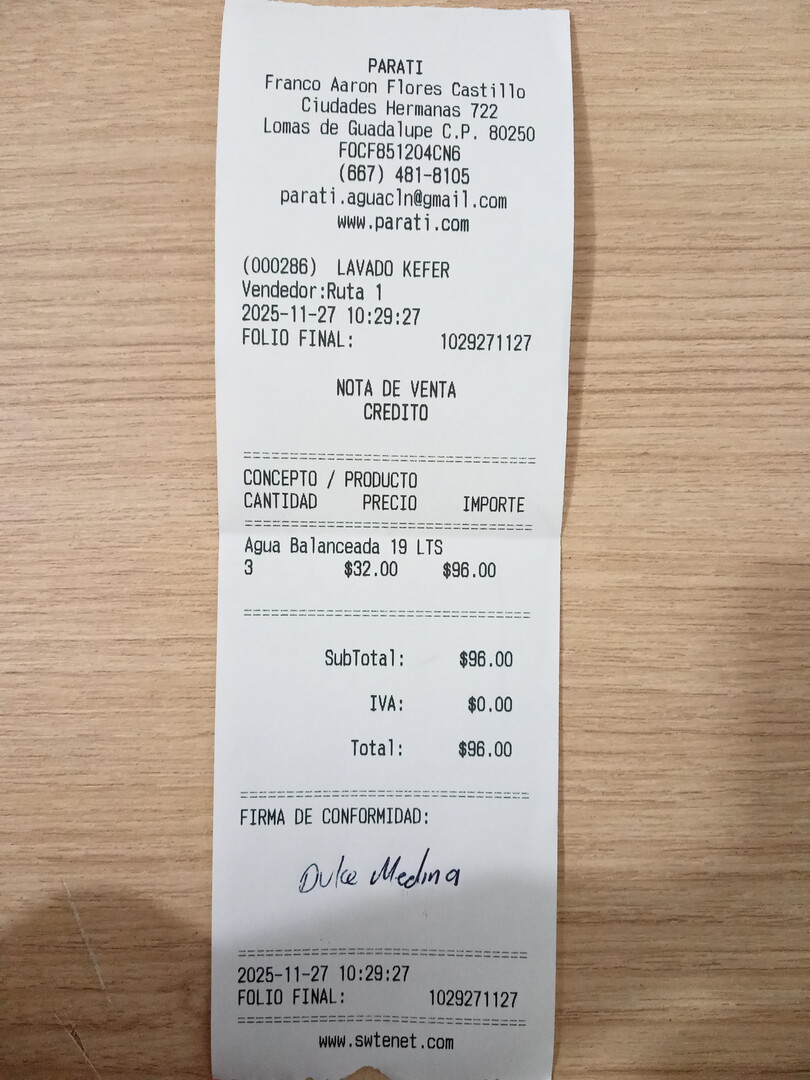 PARATI
Franco Aaron Flores Castillo
Ciudades Hermanas 722
Lomas de Guadalupe C.P. 80250
FOCF851204CN6
(667) 481-8105
parati.aguacln@gmail.com
www.parati.com
(000286) LAVADO KEFER
Vendedor:Ruta 1
2025-11-27 10:29:27
FOLIO FINAL: 1029271127
NOTA DE VENTA
CREDITO
================================
CONCEPTO / PRODUCTO
CANTIDAD PRECIO IMPORTE
================================
Agua Balanceada 19 LTS
3 $32.00 $96.00
================================
SubTotal: $96.00
IVA: $0.00
Total: $96.00
================================
FIRMA DE CONFORMIDAD:
Dulce Medina
================================
2025-11-27 10:29:27
FOLIO FINAL: 1029271127
================================
www.swtenet.com